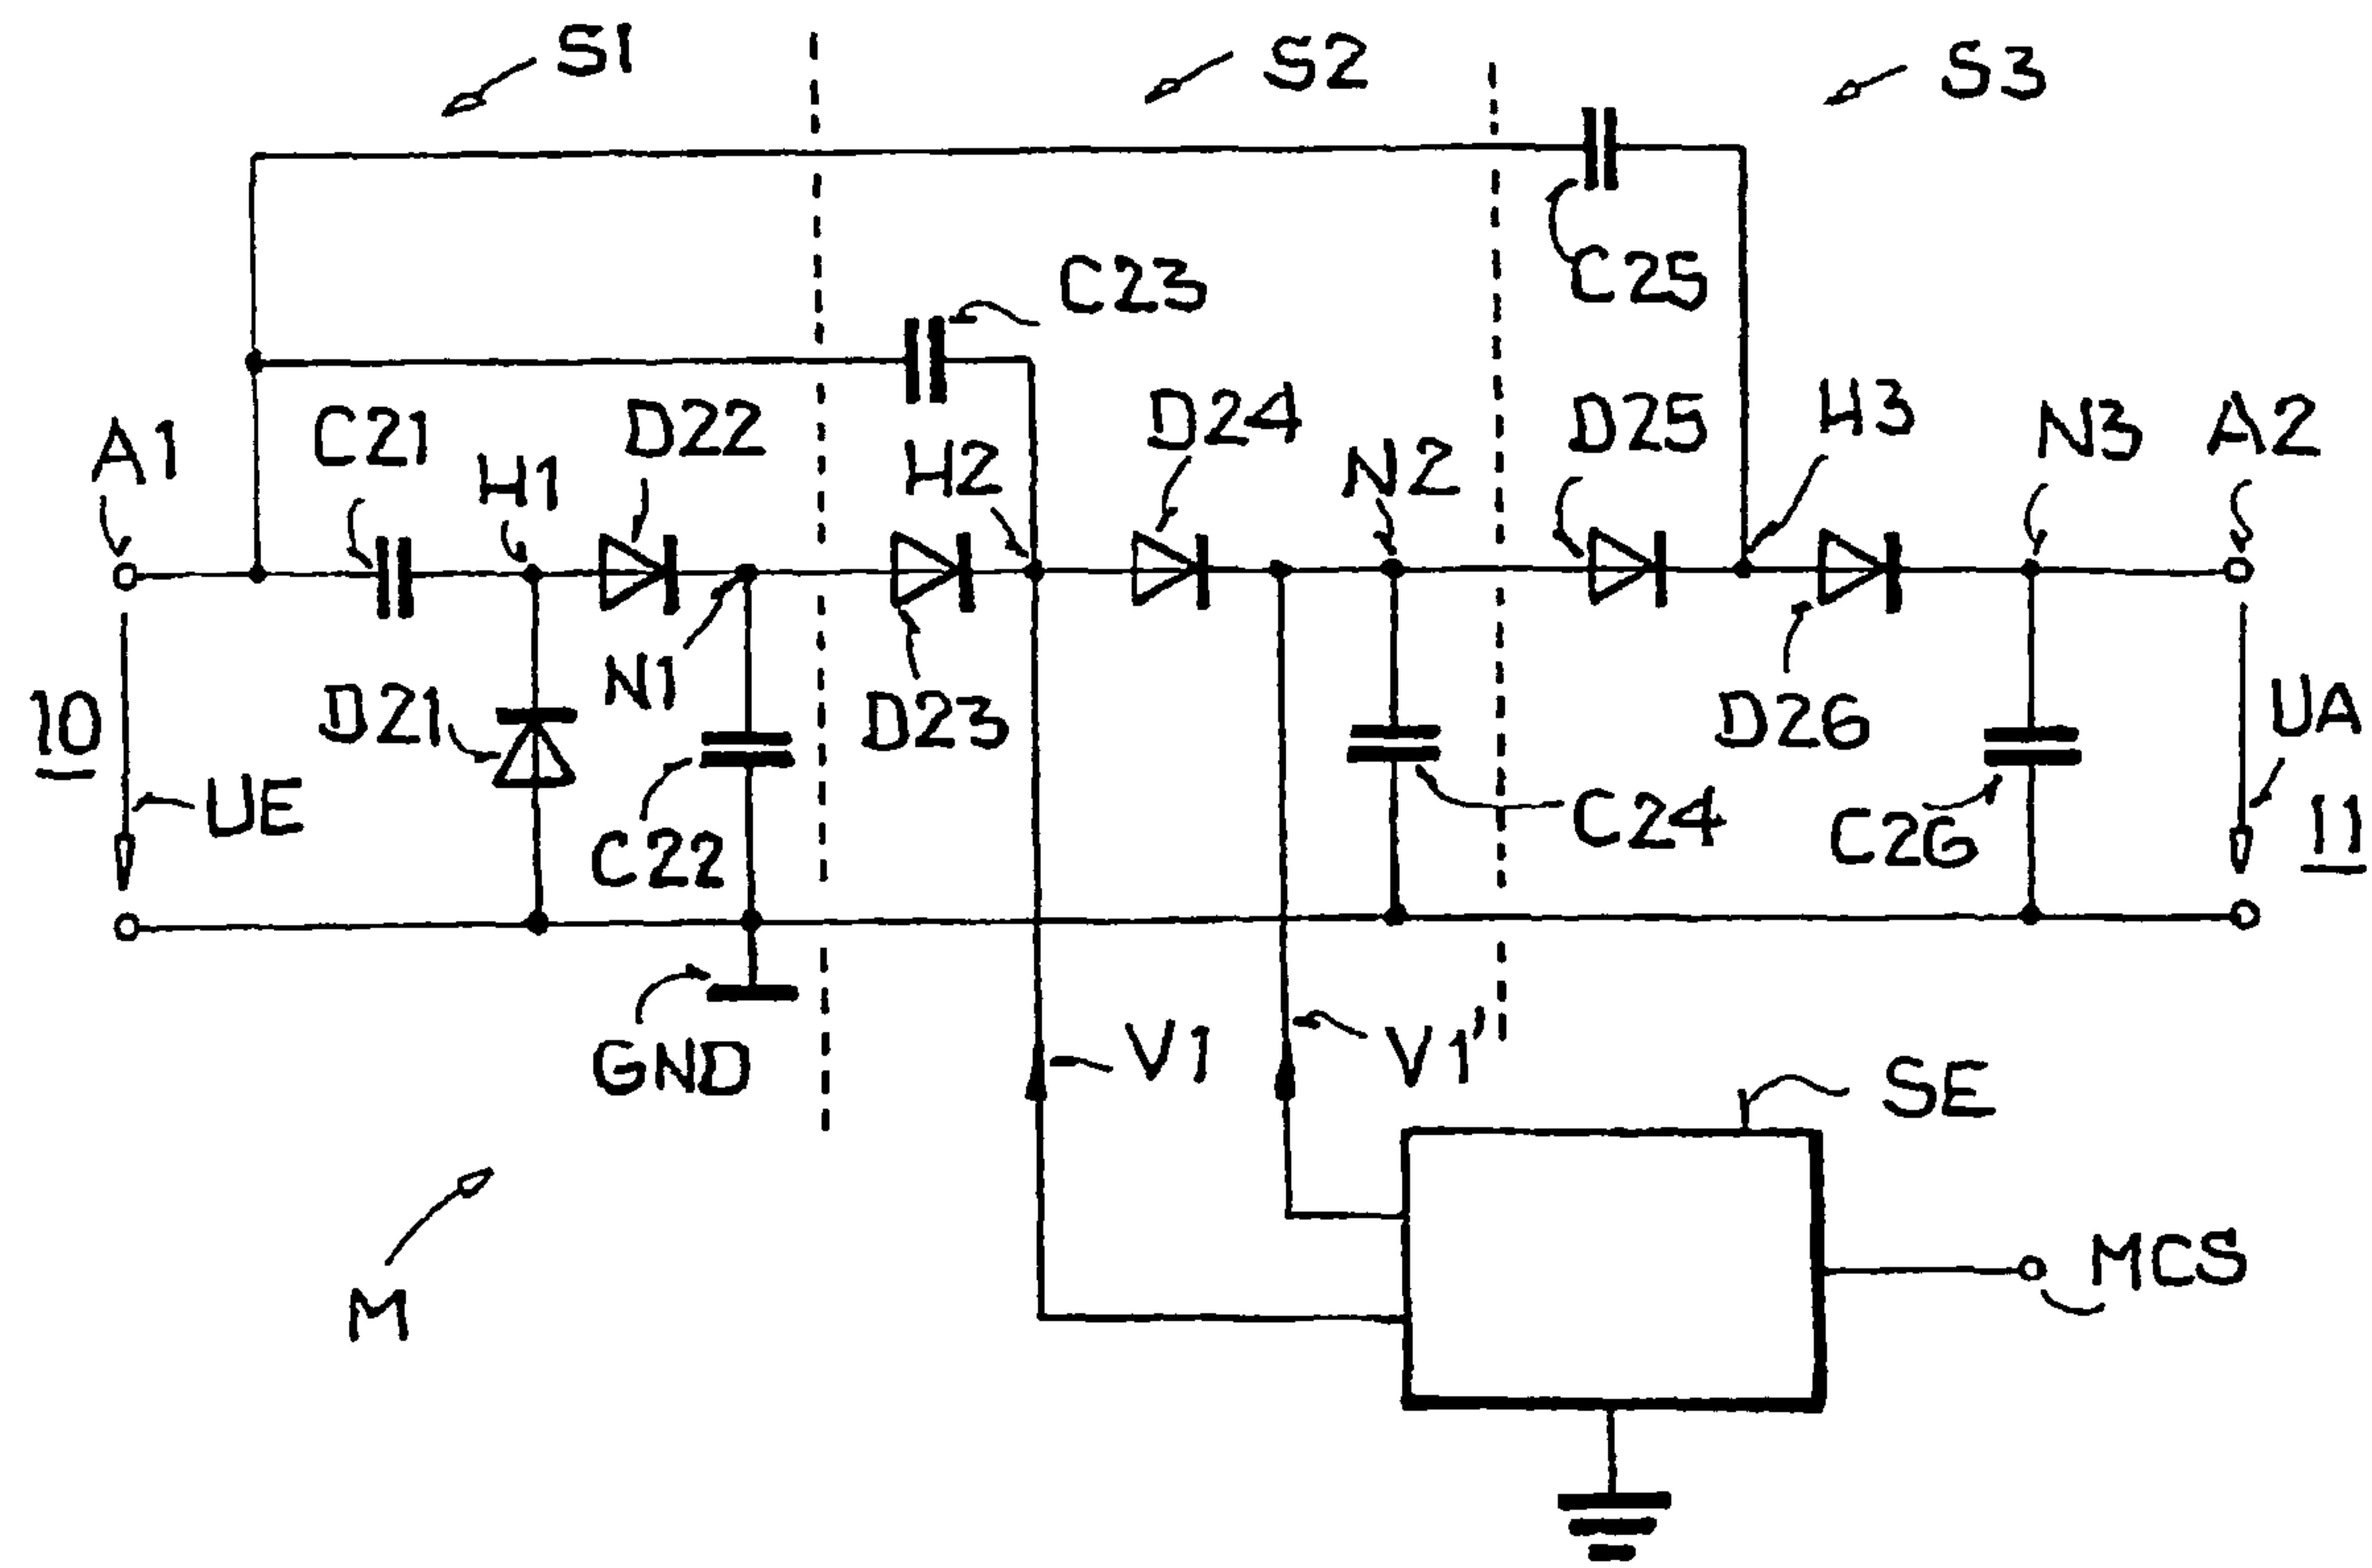 S1
S2
S3
C23
C25
A1
C21
H1
D22
H2
D24
N2
D25
H3
N3
A2
10
UE
D21
N1
C22
D23
C24
D26
C26
UA
11
GND
V1
V1'
SE
M
MCS